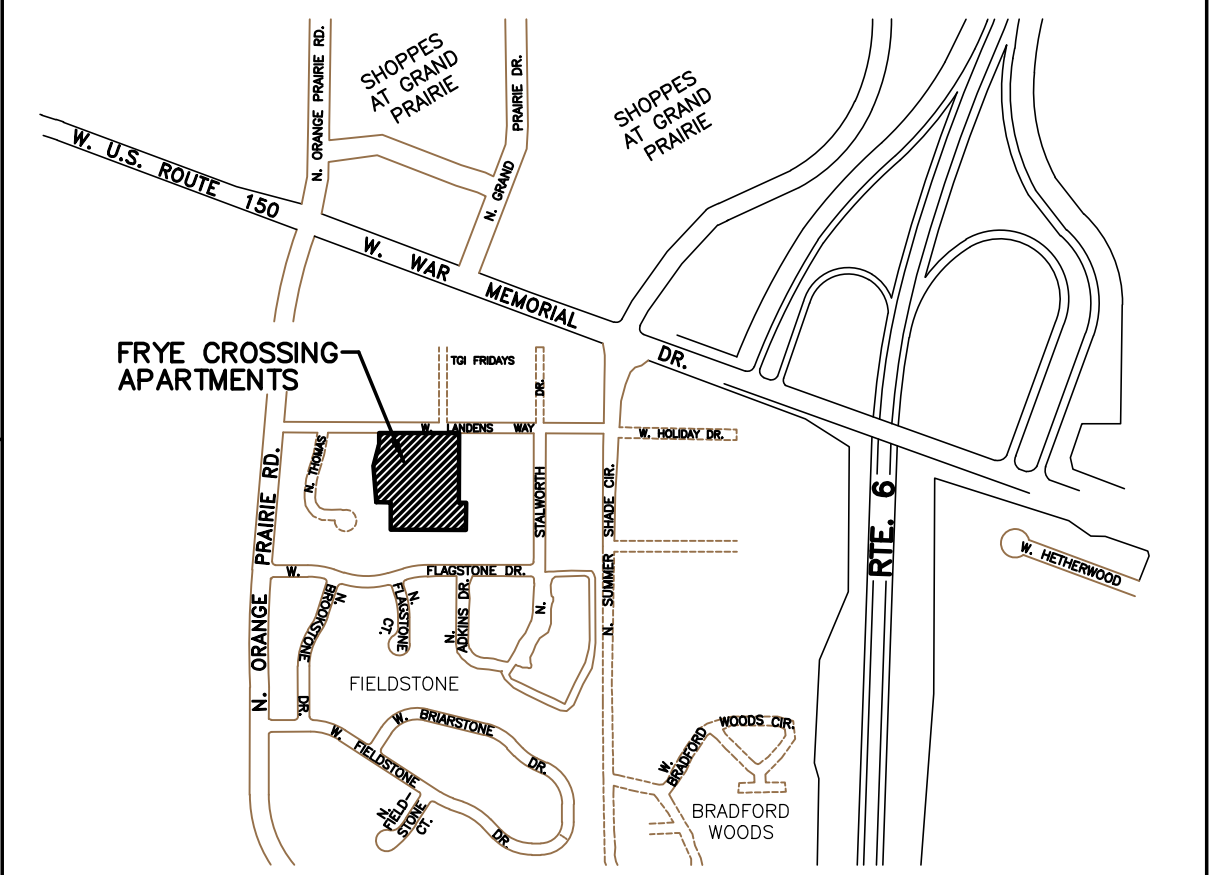 SHOPPES
AT GRAND
PRAIRIE
SHOPPES
AT GRAND
PRAIRIE
N. ORANGE PRAIRIE RD.
N. GRAND PRAIRIE DR.
W. U.S. ROUTE 150
W. WAR MEMORIAL DR.
FRYE CROSSING
APARTMENTS
TGI FRIDAYS
W. LANDENS WAY
W. HOLIDAY DR.
N. THOMAS
N. STALWORTH DR.
N. SUMMER SHADE CIR.
RTE. 6
W. HETHERWOOD
N. ORANGE PRAIRIE RD.
W. FLAGSTONE DR.
N. BROOKSTONE DR.
N.
FLAGSTONE
CT.
N.
ADKINS DR.
FIELDSTONE
W. BRIARSTONE DR.
W. FIELDSTONE DR.
N.
FIELD-
STONE
CT.
W.
BRADFORD
WOODS CIR.
BRADFORD
WOODS